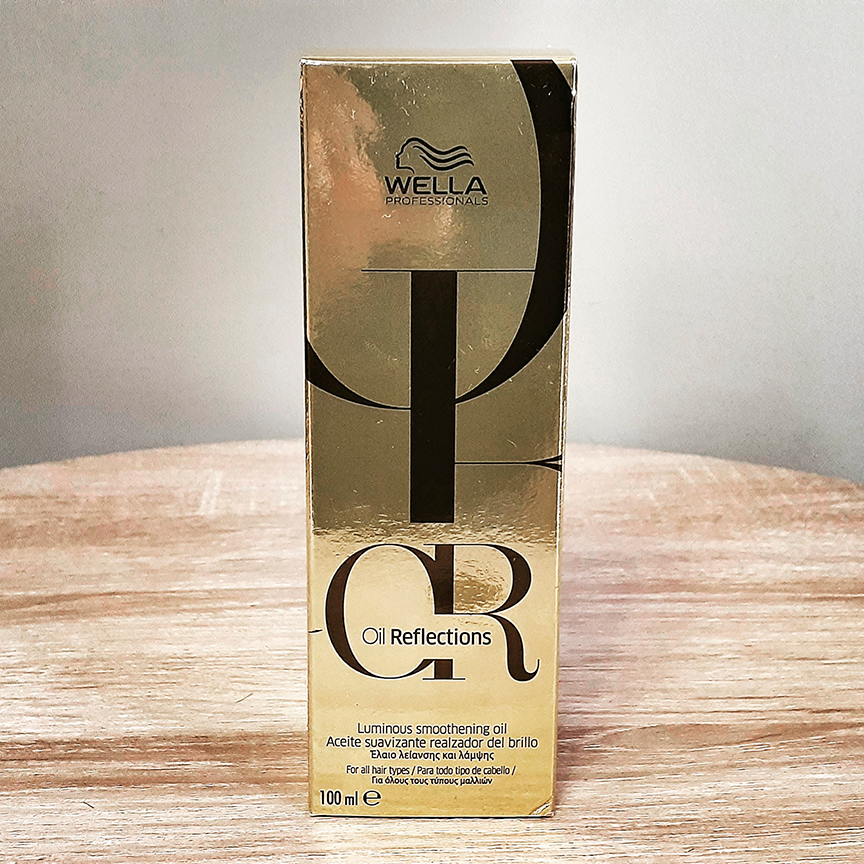 WELLA
PROFESSIONALS
OR
Oil Reflections
Luminous smoothening oil
Aceite suavizante realzador del brillo
Έλαιο λείανσης και λάμψης
For all hair types / Para todo tipo de cabello /
Για όλους τους τύπους μαλλιών
100 ml ℮